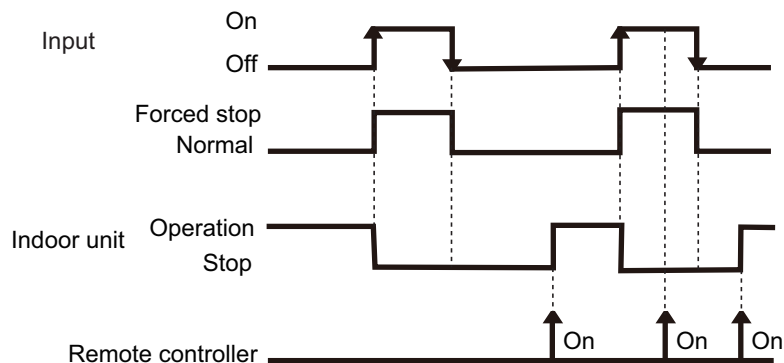 On
Input
Off
Forced stop
Normal
Operation
Indoor unit
Stop
On On On
Remote controller